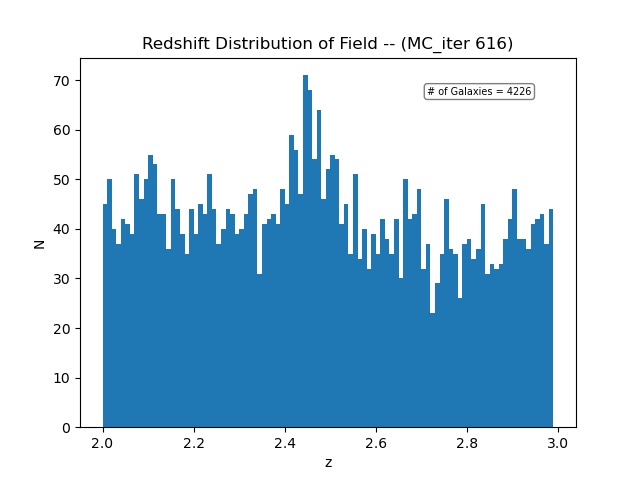 Redshift Distribution of Field -- (MC_iter 616)
# of Galaxies = 4226
70
60
50
40
30
20
10
0
N
2.0 2.2 2.4 2.6 2.8 3.0
z